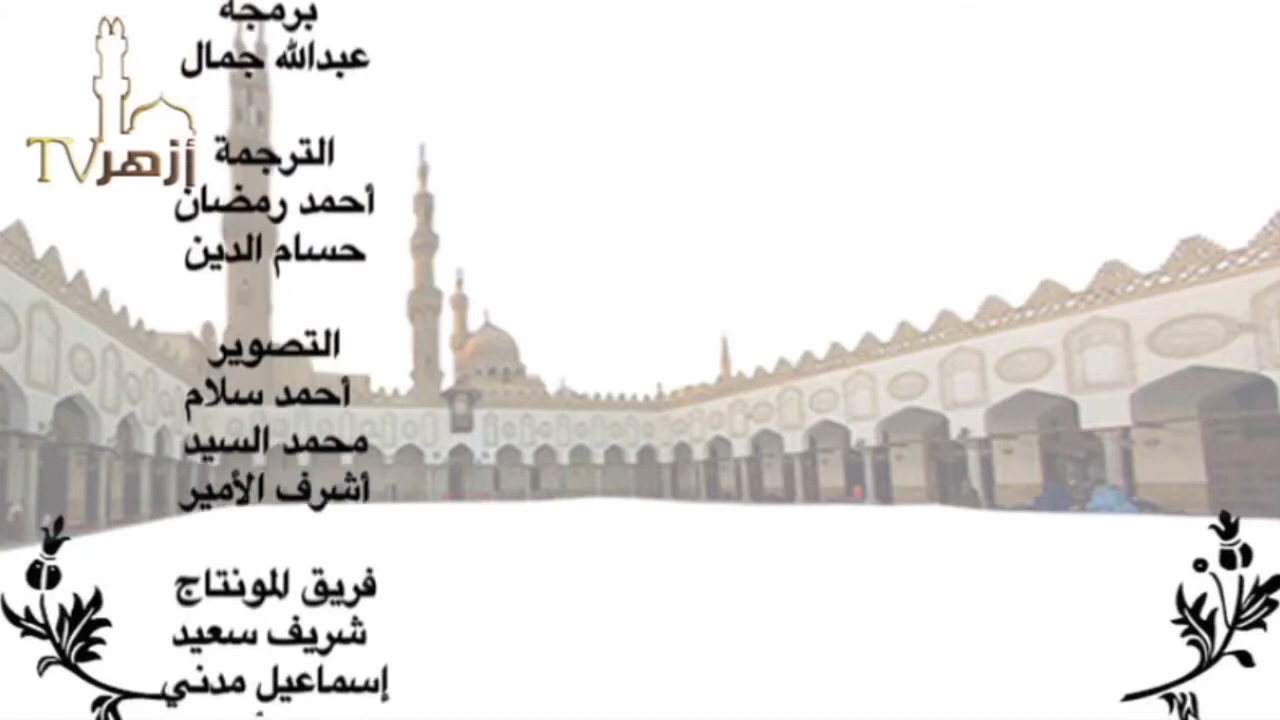 برمجة
عبدالله جمال
أزهر TV
الترجمة
أحمد رمضان
حسام الدين
التصوير
أحمد سلام
محمد السيد
أشرف الأمير
فريق المونتاج
شريف سعيد
إسماعيل مدني